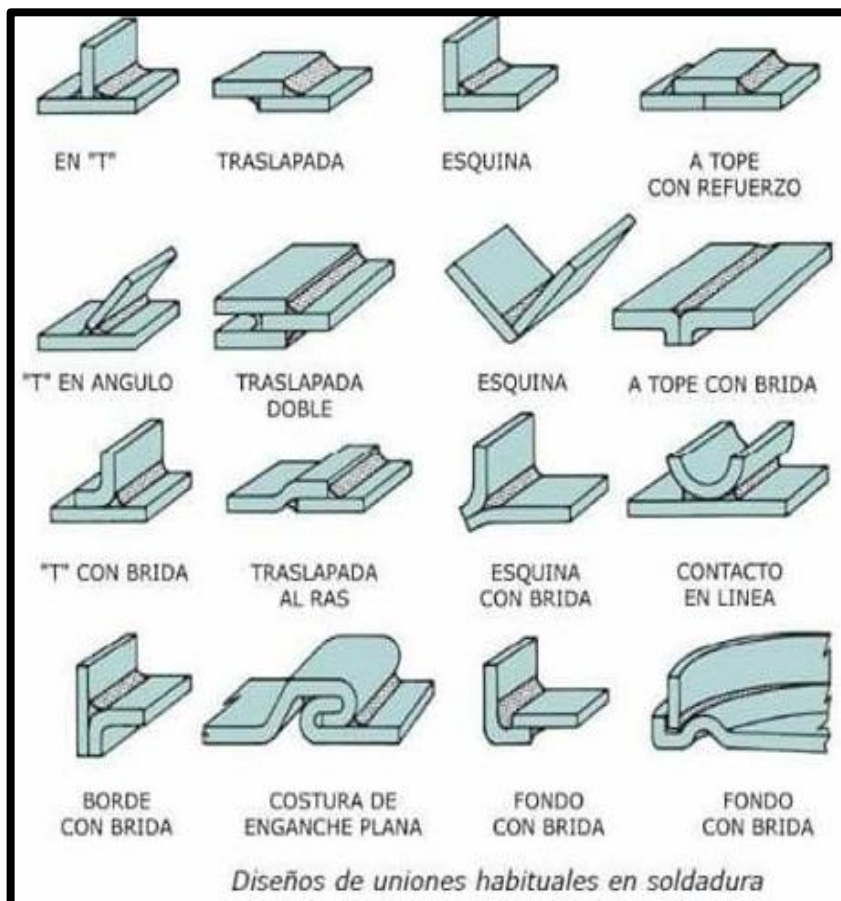 EN "T"
TRASLAPADA
ESQUINA
A TOPE
CON REFUERZO
"T" EN ANGULO
TRASLAPADA
DOBLE
ESQUINA
A TOPE CON BRIDA
"T" CON BRIDA
TRASLAPADA
AL RAS
ESQUINA
CON BRIDA
CONTACTO
EN LINEA
BORDE
CON BRIDA
COSTURA DE
ENGANCHE PLANA
FONDO
CON BRIDA
FONDO
CON BRIDA
Diseños de uniones habituales en soldadura